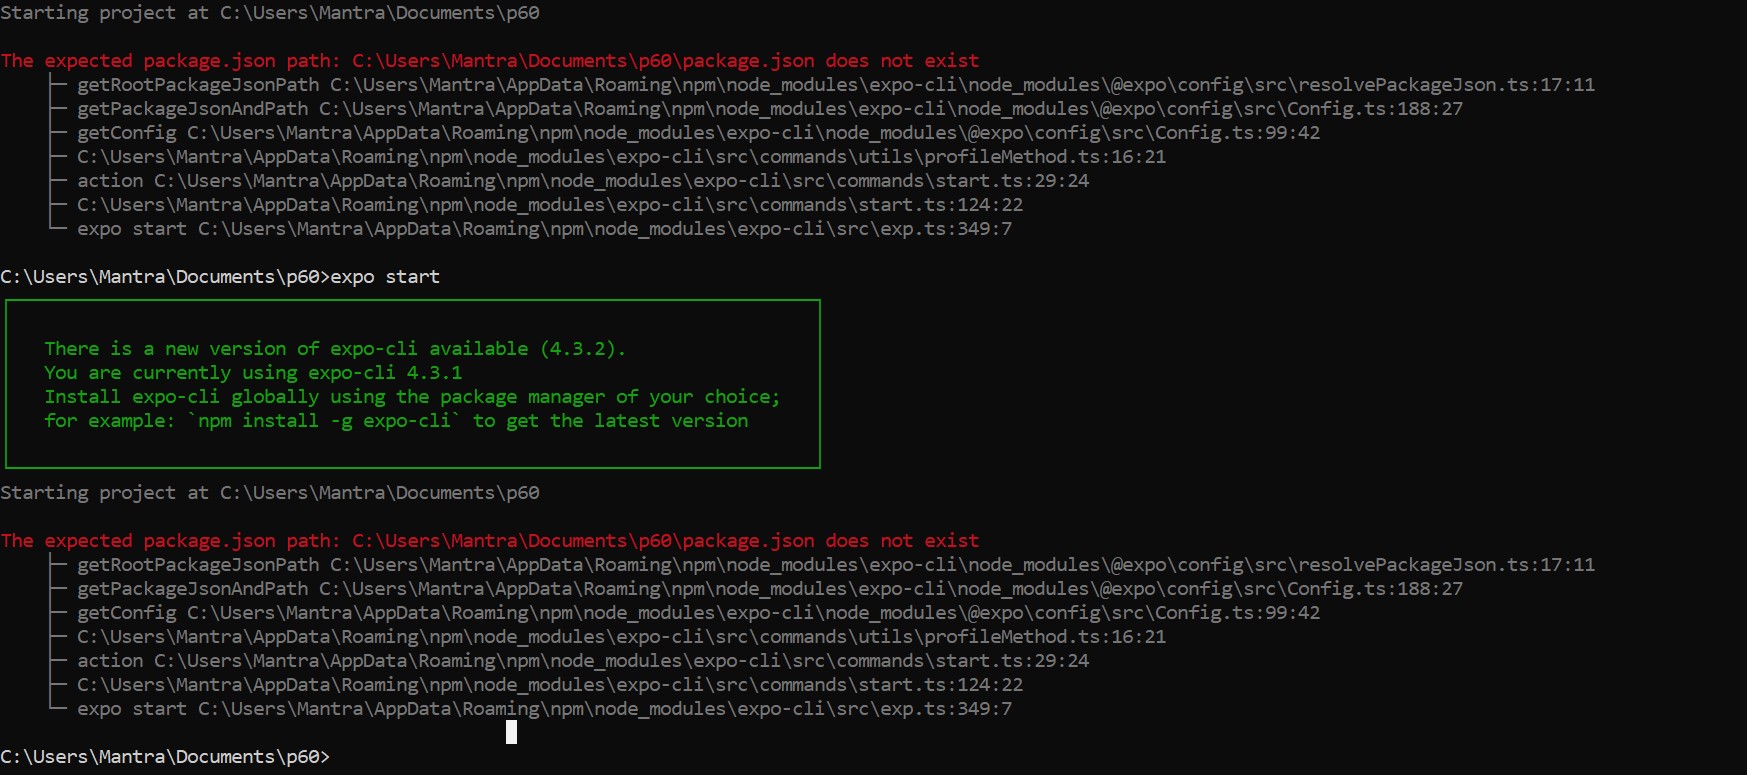 Starting project at C:\Users\Mantra\Documents\p60
The expected package.json path: C:\Users\Mantra\Documents\p60\package.json does not exist
getRootPackageJsonPath C:\Users\Mantra\AppData\Roaming\npm\node_modules\expo-cli\node_modules\@expo\config\src\resolvePackageJson.ts:17:11
getPackageJsonAndPath C:\Users\Mantra\AppData\Roaming\npm\node_modules\expo-cli\node_modules\@expo\config\src\Config.ts:188:27
getConfig C:\Users\Mantra\AppData\Roaming\npm\node_modules\expo-cli\node_modules\@expo\config\src\Config.ts:99:42
C:\Users\Mantra\AppData\Roaming\npm\node_modules\expo-cli\src\commands\utils\profileMethod.ts:16:21
action C:\Users\Mantra\AppData\Roaming\npm\node_modules\expo-cli\src\commands\start.ts:29:24
C:\Users\Mantra\AppData\Roaming\npm\node_modules\expo-cli\src\commands\start.ts:124:22
expo start C:\Users\Mantra\AppData\Roaming\npm\node_modules\expo-cli\src\exp.ts:349:7
C:\Users\Mantra\Documents\p60>expo start
There is a new version of expo-cli available (4.3.2).
You are currently using expo-cli 4.3.1
Install expo-cli globally using the package manager of your choice;
for example: `npm install -g expo-cli` to get the latest version
Starting project at C:\Users\Mantra\Documents\p60
The expected package.json path: C:\Users\Mantra\Documents\p60\package.json does not exist
getRootPackageJsonPath C:\Users\Mantra\AppData\Roaming\npm\node_modules\expo-cli\node_modules\@expo\config\src\resolvePackageJson.ts:17:11
getPackageJsonAndPath C:\Users\Mantra\AppData\Roaming\npm\node_modules\expo-cli\node_modules\@expo\config\src\Config.ts:188:27
getConfig C:\Users\Mantra\AppData\Roaming\npm\node_modules\expo-cli\node_modules\@expo\config\src\Config.ts:99:42
C:\Users\Mantra\AppData\Roaming\npm\node_modules\expo-cli\src\commands\utils\profileMethod.ts:16:21
action C:\Users\Mantra\AppData\Roaming\npm\node_modules\expo-cli\src\commands\start.ts:29:24
C:\Users\Mantra\AppData\Roaming\npm\node_modules\expo-cli\src\commands\start.ts:124:22
expo start C:\Users\Mantra\AppData\Roaming\npm\node_modules\expo-cli\src\exp.ts:349:7
C:\Users\Mantra\Documents\p60>